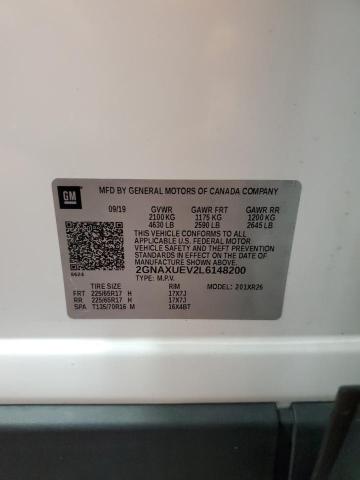 GM
MFD BY GENERAL MOTORS OF CANADA COMPANY
09/19 GVWR GAWR FRT GAWR RR
2100 KG 1175 KG 1200 KG
4630 LB 2590 LB 2645 LB
THIS VEHICLE CONFORMS TO ALL
APPLICABLE U.S. FEDERAL MOTOR
VEHICLE SAFETY AND THEFT PREVENTION
STANDARDS IN EFFECT ON THE DATE OF
MANUFACTURE SHOWN ABOVE.
2GNAXUEV2L6148200
TYPE: M.P.V.
TIRE SIZE RIM MODEL: 201XR26
FRT 225/65R17 H 17X7J
RR 225/65R17 H 17X7J
SPA T135/70R16 M 16X4BT